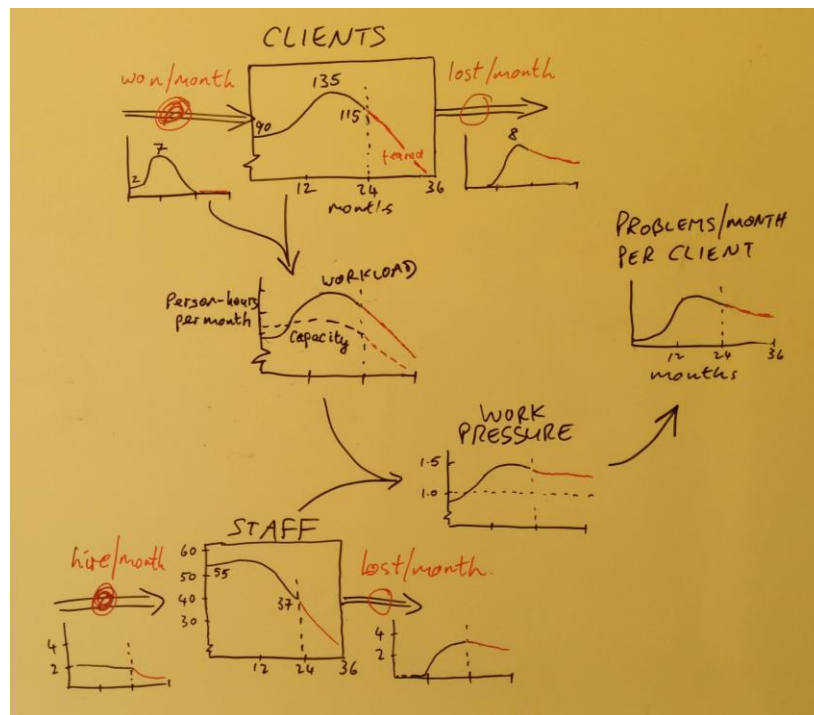 CLIENTS
won/month
lost/month
135
115
90
feared
12 24 36
months
7
2
8
PROBLEMS/MONTH
PER CLIENT
12 24 36
months
WORKLOAD
Person-hours
per month
Capacity
WORK
PRESSURE
1.5
1.0
STAFF
hire/month
lost/month.
60
50
40
30
55
37
12 24 36
4
2
4
2